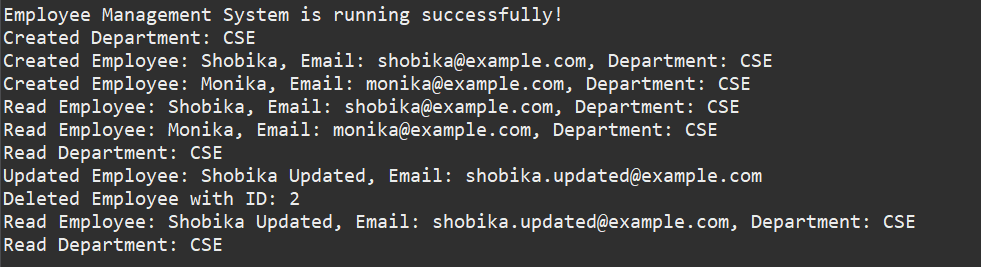 Employee Management System is running successfully!
Created Department: CSE
Created Employee: Shobika, Email: shobika@example.com, Department: CSE
Created Employee: Monika, Email: monika@example.com, Department: CSE
Read Employee: Shobika, Email: shobika@example.com, Department: CSE
Read Employee: Monika, Email: monika@example.com, Department: CSE
Read Department: CSE
Updated Employee: Shobika Updated, Email: shobika.updated@example.com
Deleted Employee with ID: 2
Read Employee: Shobika Updated, Email: shobika.updated@example.com, Department: CSE
Read Department: CSE